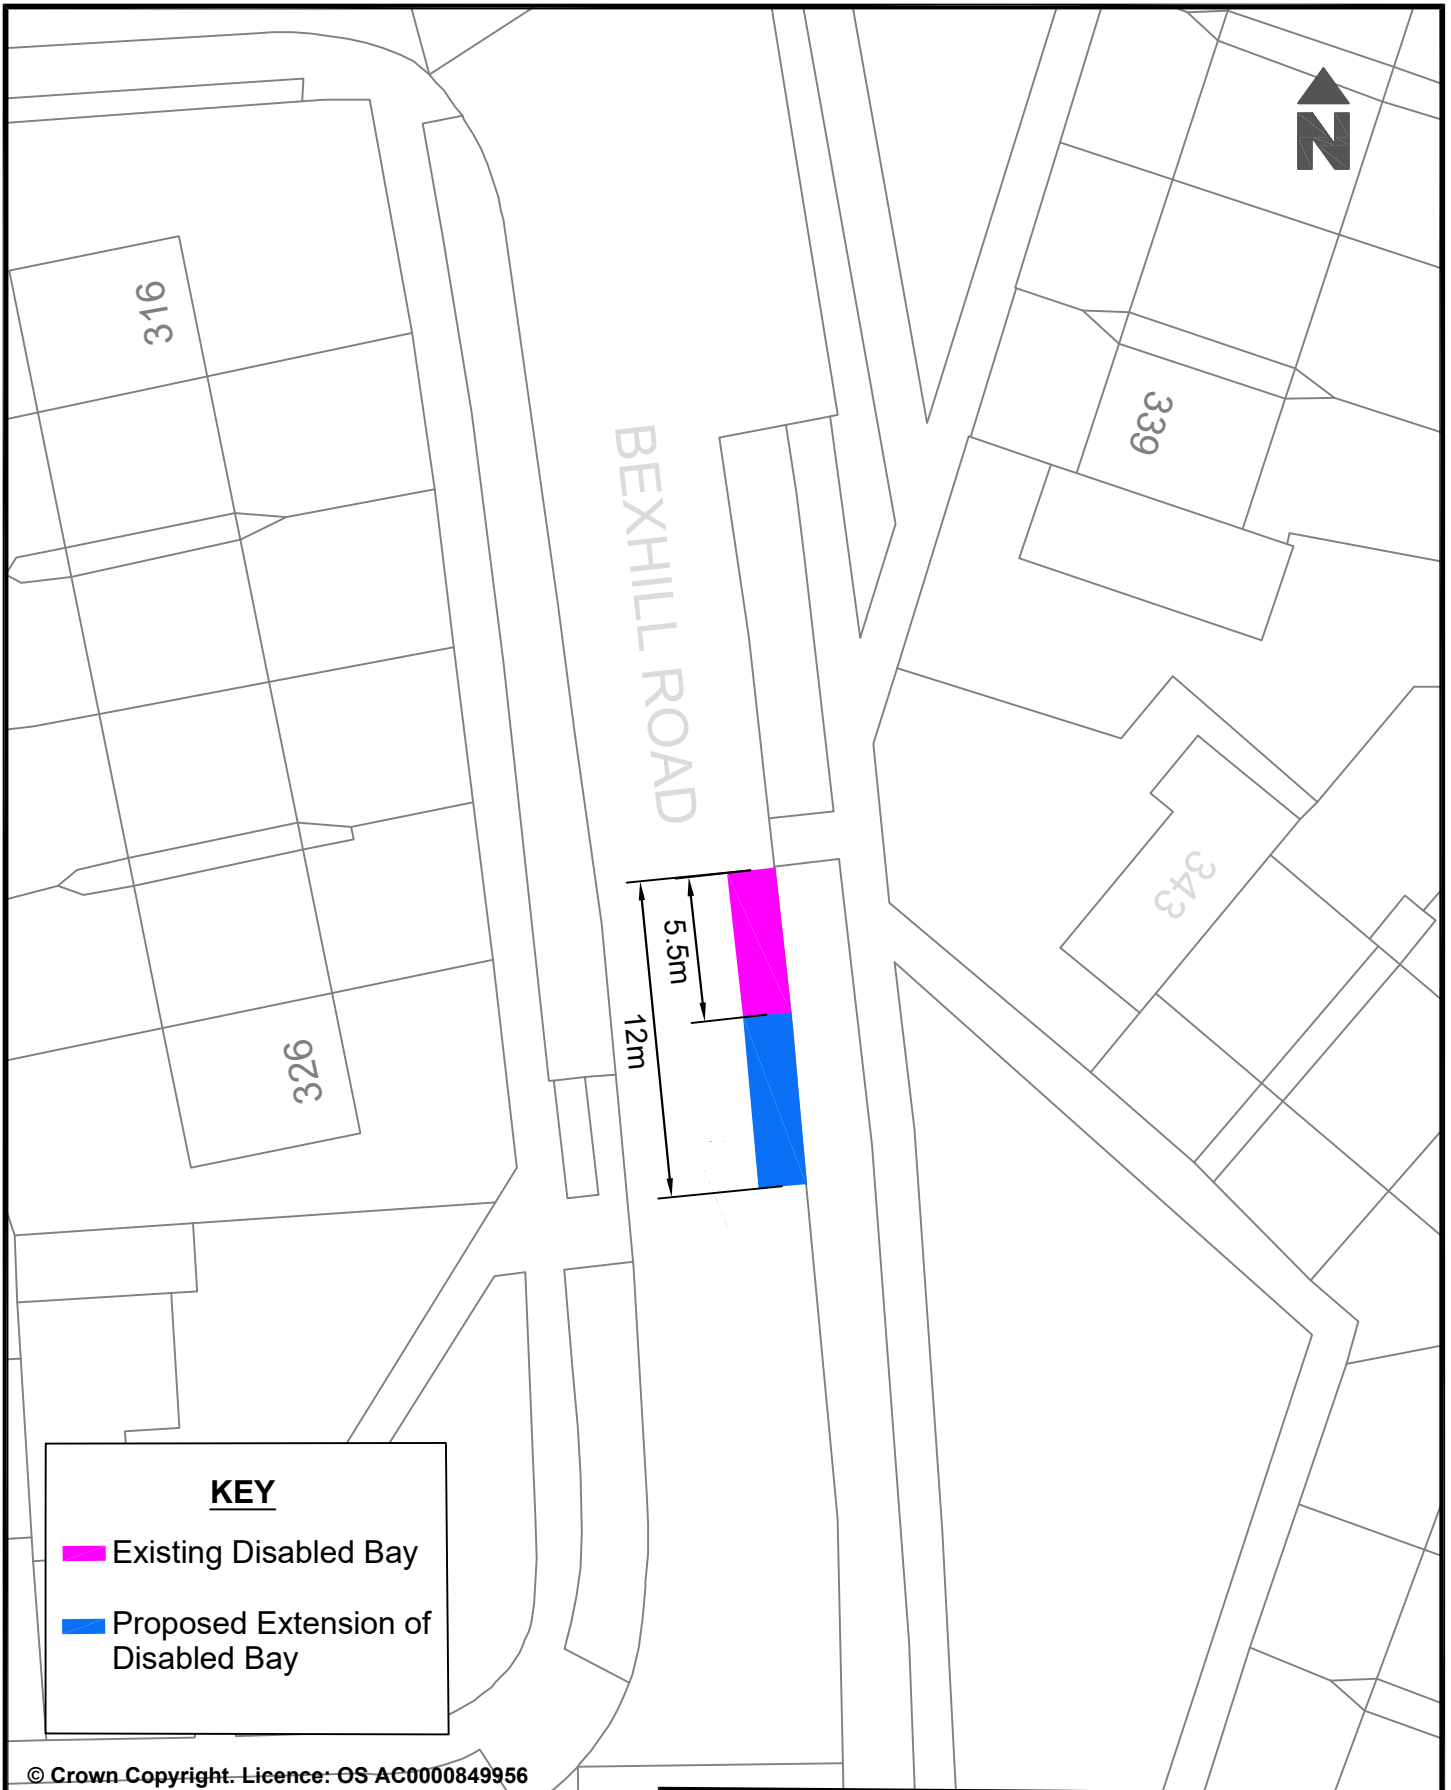 N
316
339
BEXHILL ROAD
343
5.5m
12m
326
KEY
Existing Disabled Bay
Proposed Extension of
Disabled Bay
© Crown Copyright. Licence: OS AC0000849956